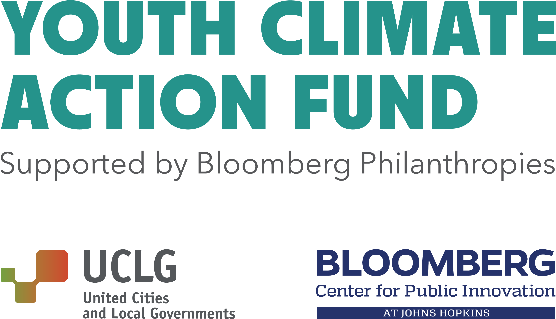 YOUTH CLIMATE
ACTION FUND
Supported by Bloomberg Philanthropies
UCLG
United Cities
and Local Governments
BLOOMBERG
Center for Public Innovation
AT JOHNS HOPKINS